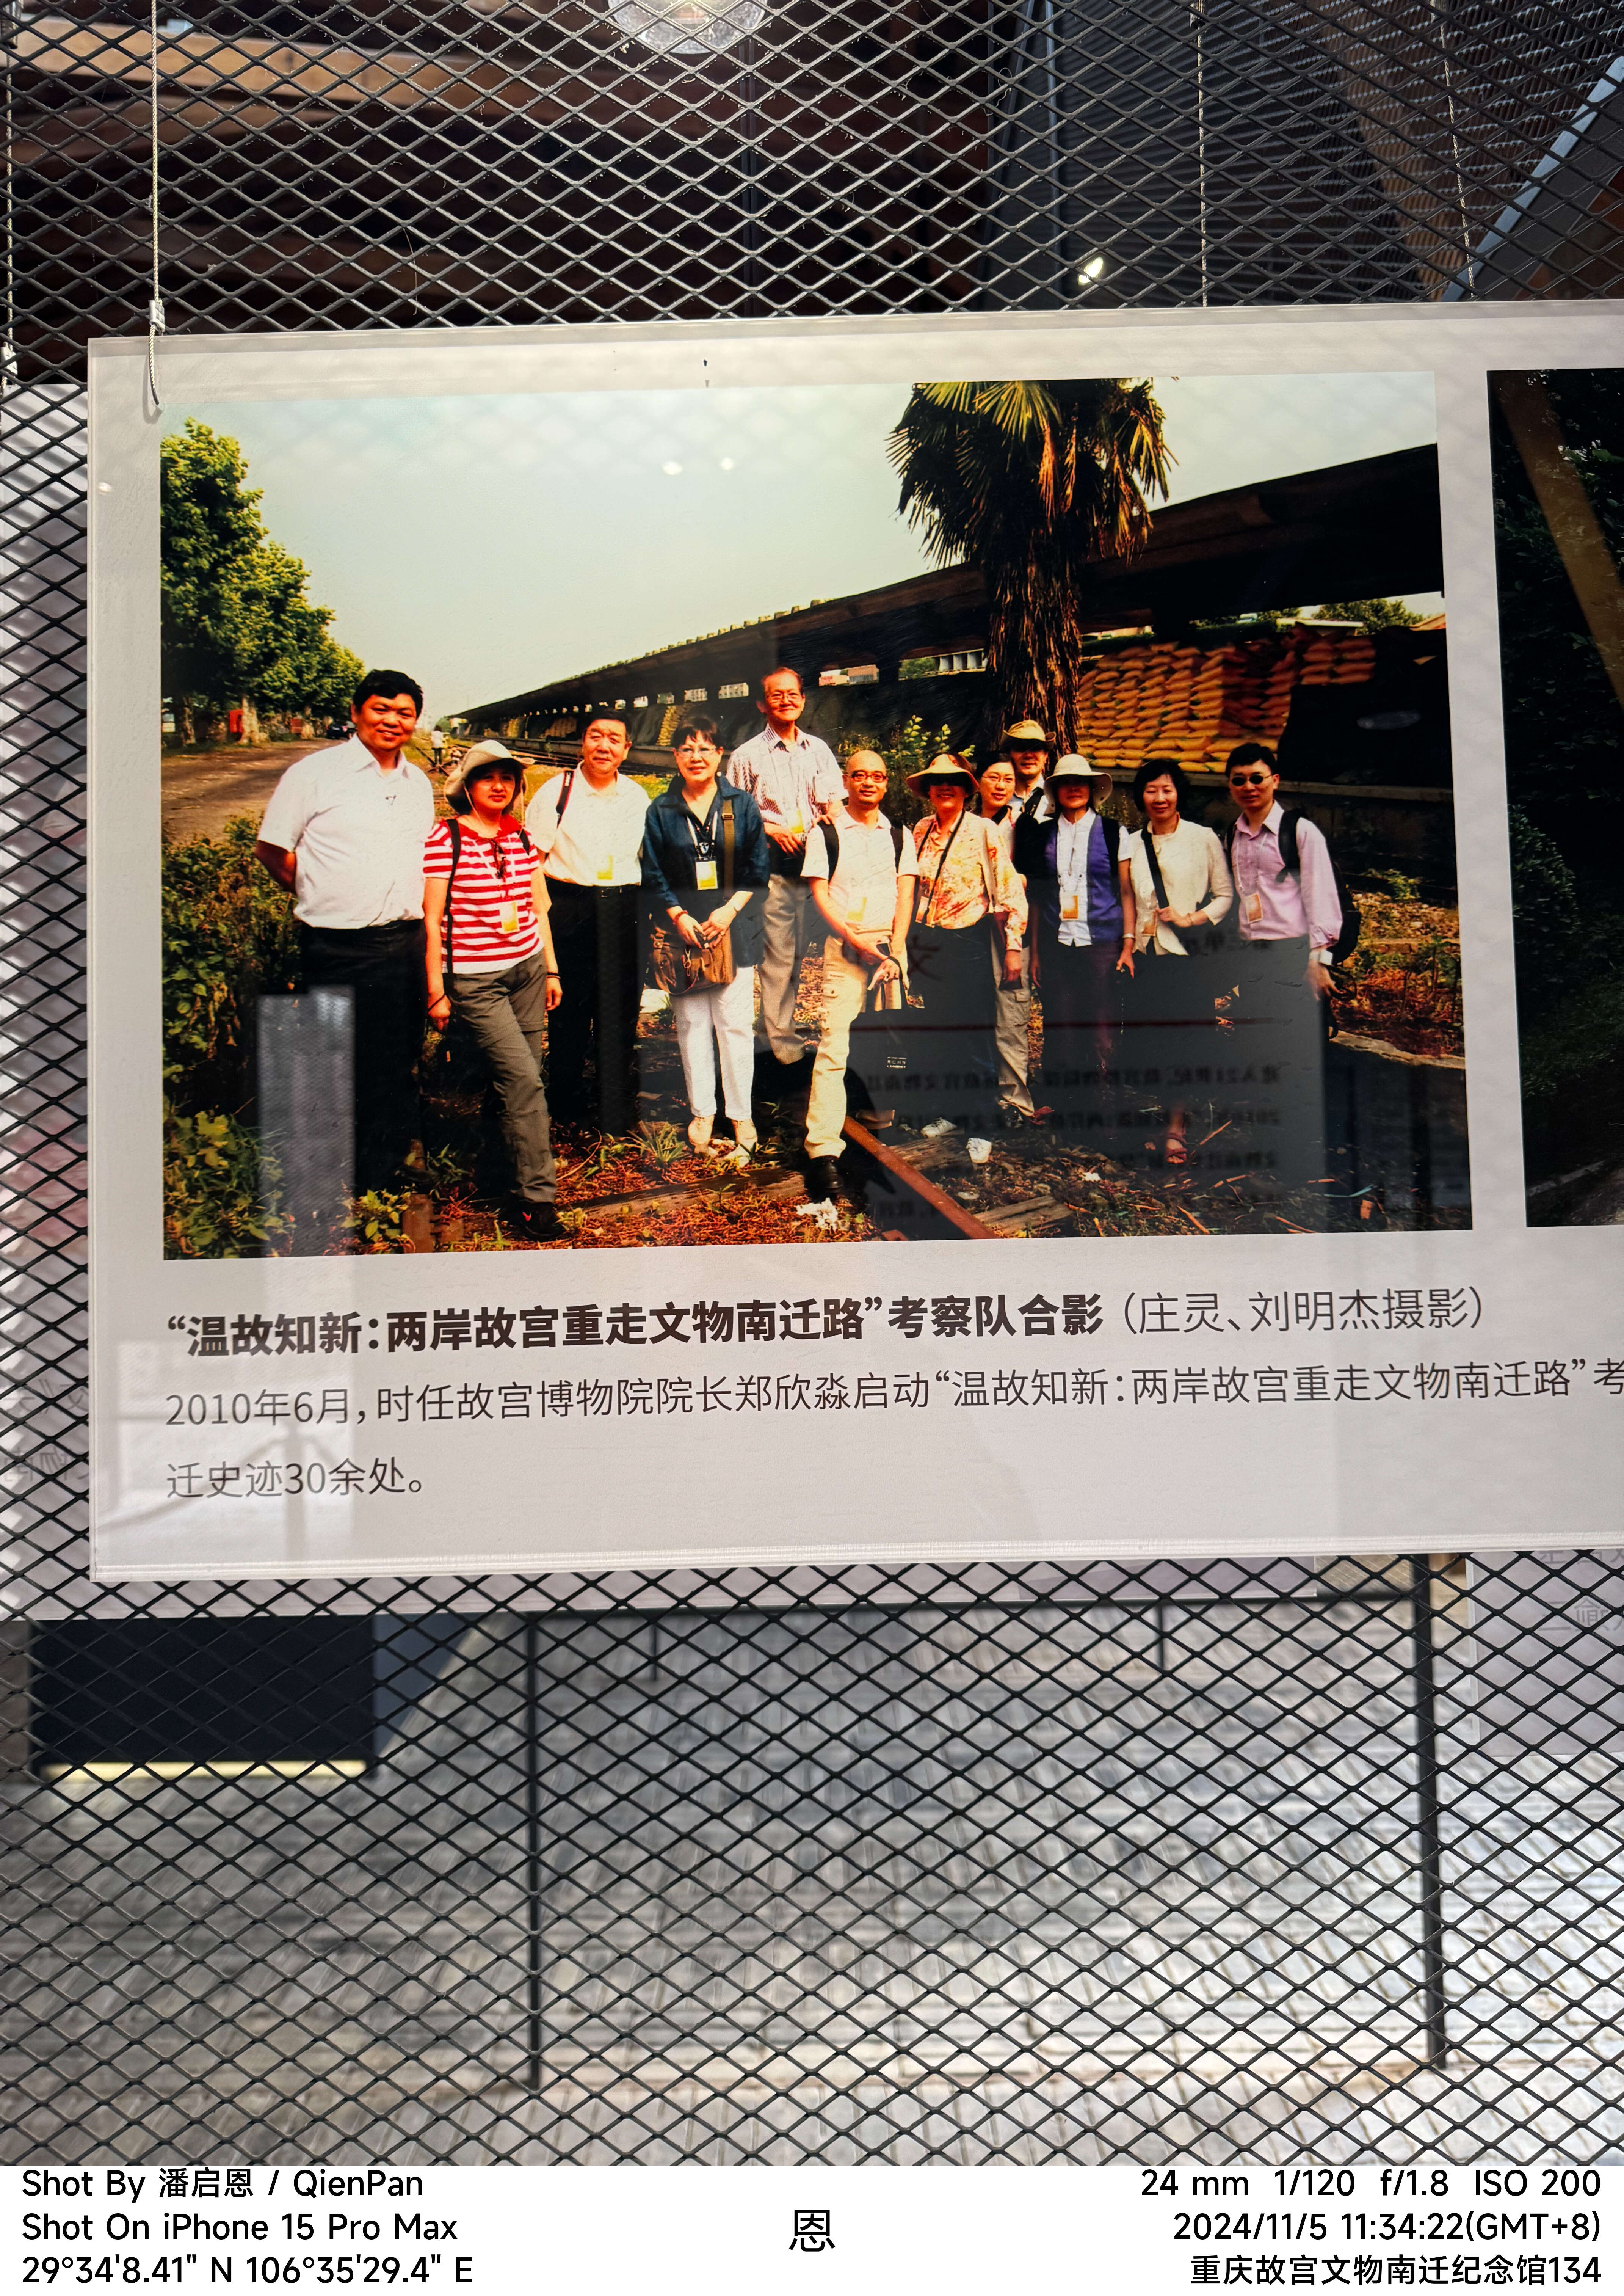 “温故知新：两岸故宫重走文物南迁路”考察队合影（庄灵、刘明杰摄影）
2010年6月，时任故宫博物院院长郑欣淼启动“温故知新：两岸故宫重走文物南迁路”考
迁史迹30余处。
Shot By 潘启恩 / QienPan
Shot On iPhone 15 Pro Max
29°34'8.41" N 106°35'29.4" E
恩
24 mm 1/120 f/1.8 ISO 200
2024/11/5 11:34:22(GMT+8)
重庆故宫文物南迁纪念馆134